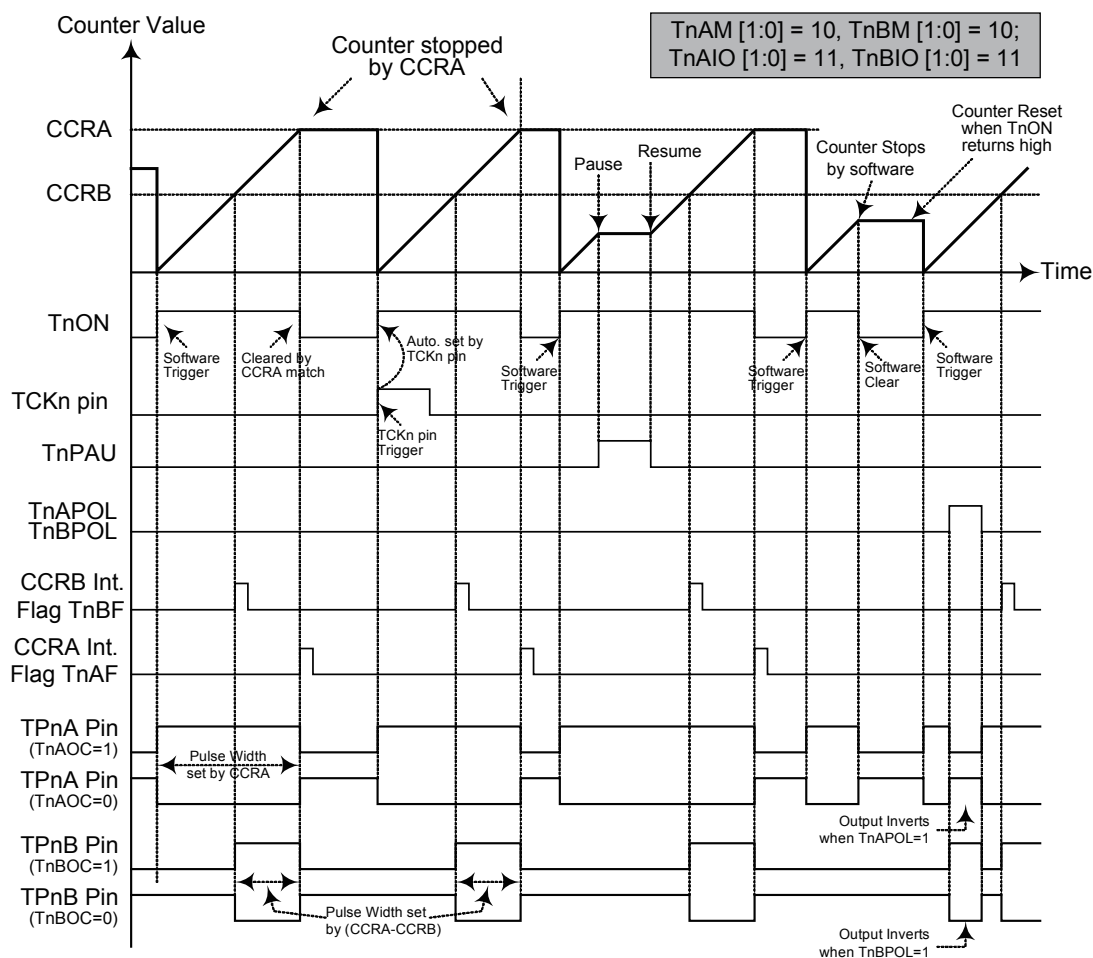 Counter Value
TnAM [1:0] = 10, TnBM [1:0] = 10;
TnAIO [1:0] = 11, TnBIO [1:0] = 11
Counter stopped
by CCRA
CCRA
CCRB
Pause
Resume
Counter Stops
by software
Counter Reset
when TnON
returns high
Time
TnON
Software
Trigger
Cleared by
CCRA match
Auto. set by
TCKn pin
Software
Trigger
Software
Trigger
Software
Clear
Software
Trigger
TCKn pin
TCKn pin
Trigger
TnPAU
TnAPOL
TnBPOL
CCRB Int.
Flag TnBF
CCRA Int.
Flag TnAF
TPnA Pin
(TnAOC=1)
Pulse Width
set by CCRA
TPnA Pin
(TnAOC=0)
Output Inverts
when TnAPOL=1
TPnB Pin
(TnBOC=1)
TPnB Pin
(TnBOC=0)
Pulse Width set
by (CCRA-CCRB)
Output Inverts
when TnBPOL=1